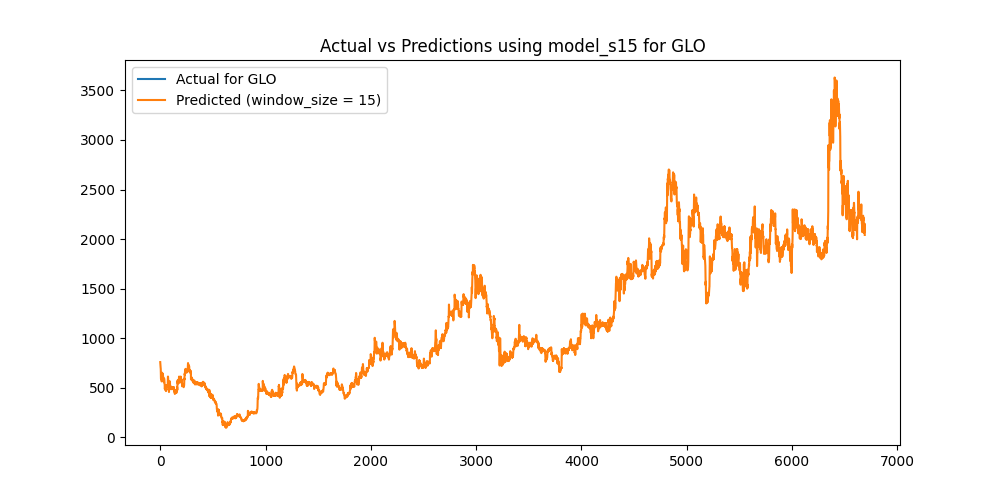 Actual vs Predictions using model_s15 for GLO
Actual for GLO
Predicted (window_size = 15)
3500
3000
2500
2000
1500
1000
500
0
0 1000 2000 3000 4000 5000 6000 7000